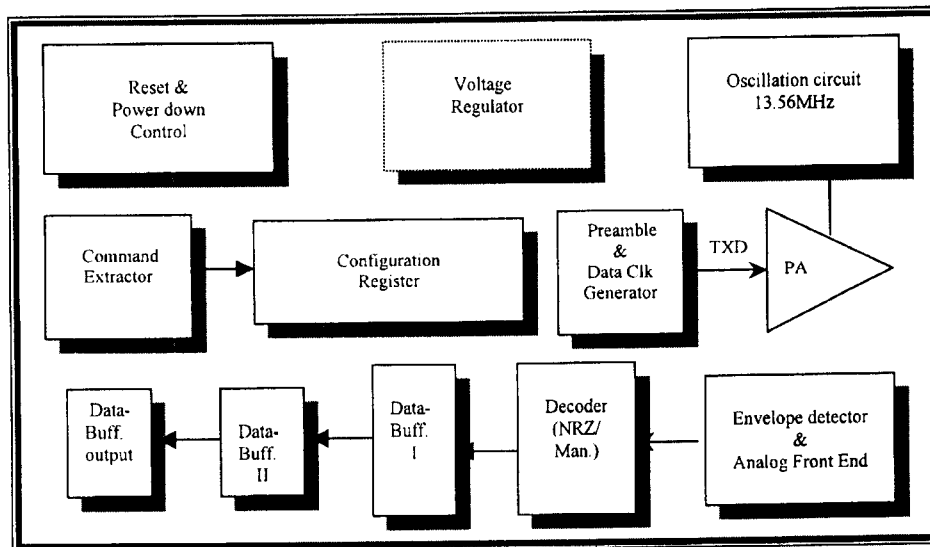 Reset &
Power down
Control
Voltage
Regulator
Oscillation circuit
13.56MHz
Command
Extractor
Configuration
Register
Preamble
&
Data Clk
Generator
TXD
PA
Data-
Buff.
output
Data-
Buff.
II
Data-
Buff.
I
Decoder
(NRZ/
Man.)
Envelope detector
&
Analog Front End